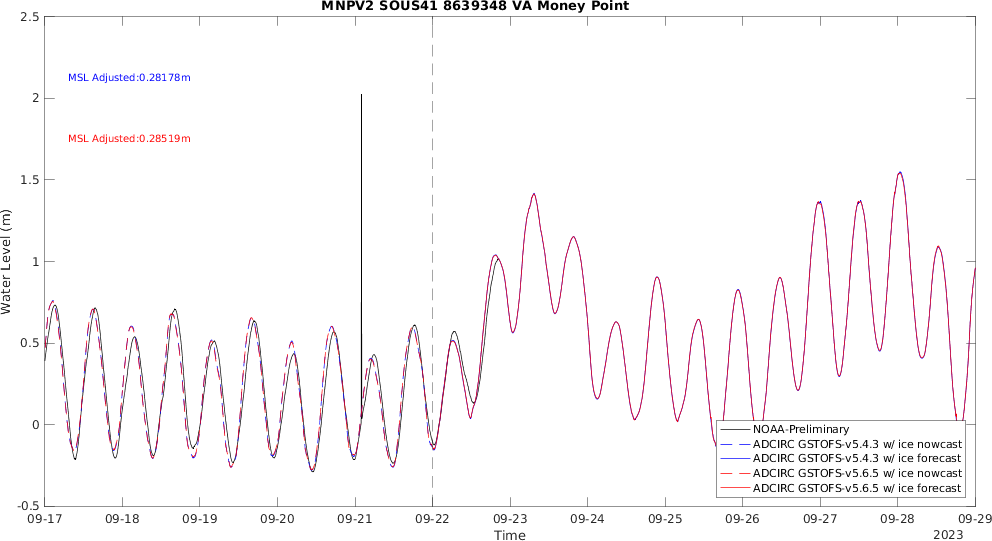 MNPV2 SOUS41 8639348 VA Money Point
2.5
MSL Adjusted:0.28178m
2
MSL Adjusted:0.28519m
1.5
Water Level (m)
1
0.5
0
NOAA-Preliminary
ADCIRC GSTOFS-v5.4.3 w/ ice nowcast
ADCIRC GSTOFS-v5.4.3 w/ ice forecast
ADCIRC GSTOFS-v5.6.5 w/ ice nowcast
ADCIRC GSTOFS-v5.6.5 w/ ice forecast
-0.5
09-17 09-18 09-19 09-20 09-21 09-22 09-23 09-24 09-25 09-26 09-27 09-28 09-29
Time 2023